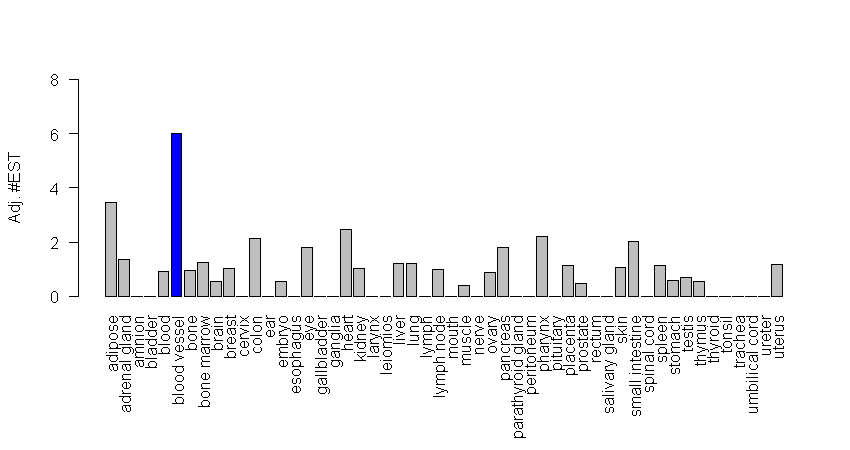 8
6
4
2
0
Adj. #EST
adipose
adrenal gland
amnion
bladder
blood
blood vessel
bone
bone marrow
brain
breast
cervix
colon
ear
embryo
esophagus
eye
gallbladder
ganglia
heart
kidney
larynx
leiomios
liver
lung
lymph
lymph node
mouth
muscle
nerve
ovary
pancreas
parathyroid gland
peritoneum
pharynx
pituitary
placenta
prostate
rectum
salivary gland
skin
small intestine
spinal cord
spleen
stomach
testis
thymus
thyroid
tonsil
trachea
umbilical cord
ureter
uterus